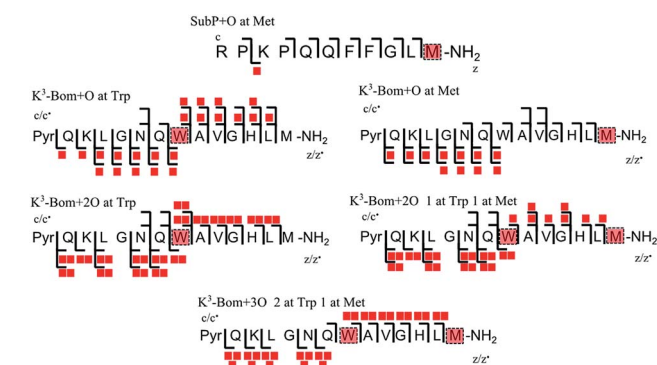 SubP+O at Met
c
R P K P Q Q F F G L M -NH2
z
K3-Bom+O at Trp
c/c•
Pyr Q K L G N Q W A V G H L M -NH2
z/z•
K3-Bom+O at Met
c/c•
Pyr Q K L G N Q W A V G H L M -NH2
z/z•
K3-Bom+2O at Trp
c/c•
Pyr Q K L G N Q W A V G H L M -NH2
z/z•
K3-Bom+2O 1 at Trp 1 at Met
c/c•
Pyr Q K L G N Q W A V G H L M -NH2
z/z•
K3-Bom+3O 2 at Trp 1 at Met
c/c•
Pyr Q K L G N Q W A V G H L M -NH2
z/z•